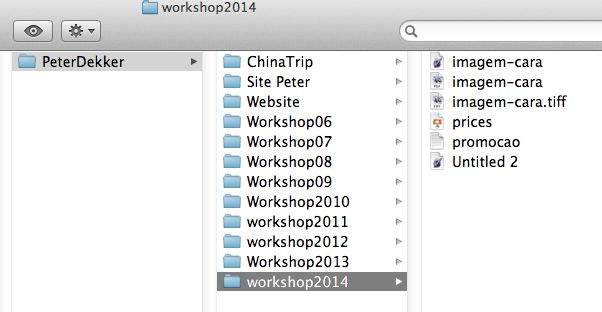 workshop2014
PeterDekker
ChinaTrip
Site Peter
Website
Workshop06
Workshop07
Workshop08
Workshop09
Workshop2010
workshop2011
workshop2012
Workshop2013
workshop2014
imagem-cara
imagem-cara
imagem-cara.tiff
prices
promocao
Untitled 2